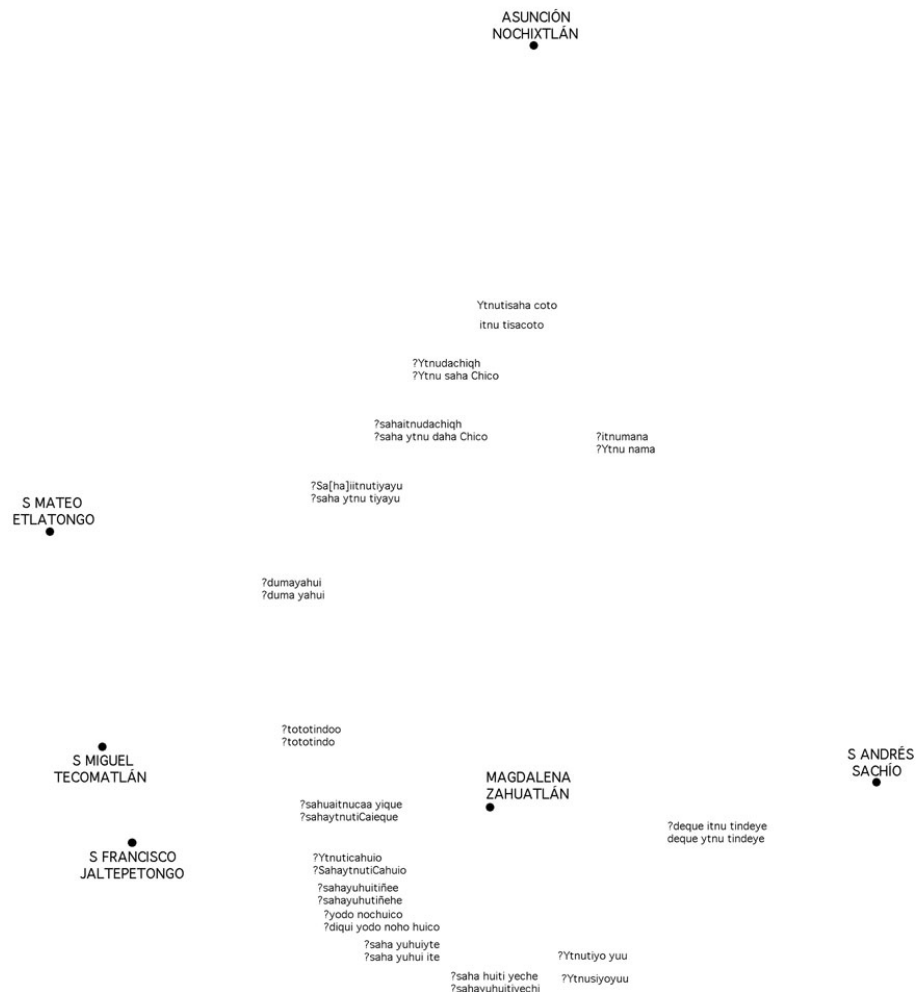 ASUNCIÓN
NOCHIXTLÁN
Ytnutisaha coto
itnu tisacoto
?Ytnudachiqh
?Ytnu saha Chico
?sahaitnudachiqh
?saha ytnu daha Chico
?itnumana
?Ytnu nama
?Sa[ha]iitnutiyayu
?saha ytnu tiyayu
S MATEO
ETLATONGO
?dumayahui
?duma yahui
?tototindoo
?tototindo
S MIGUEL
TECOMATLÁN
S ANDRÉS
SACHÍO
MAGDALENA
ZAHUATLÁN
?sahuaitnucaa yique
?sahaytnutiCaieque
?deque itnu tindeye
deque ytnu tindeye
S FRANCISCO
JALTEPETONGO
?Ytnuticahuio
?SahaytnutiCahuio
?sahayuhuitiñee
?sahayuhutiñehe
?yodo nochuico
?diqui yodo noho huico
?saha yuhuiyte
?saha yuhui ite
?Ytnutiyo yuu
?Ytnusiyoyuu
?saha huiti yeche
?sahayuhuitiyechi